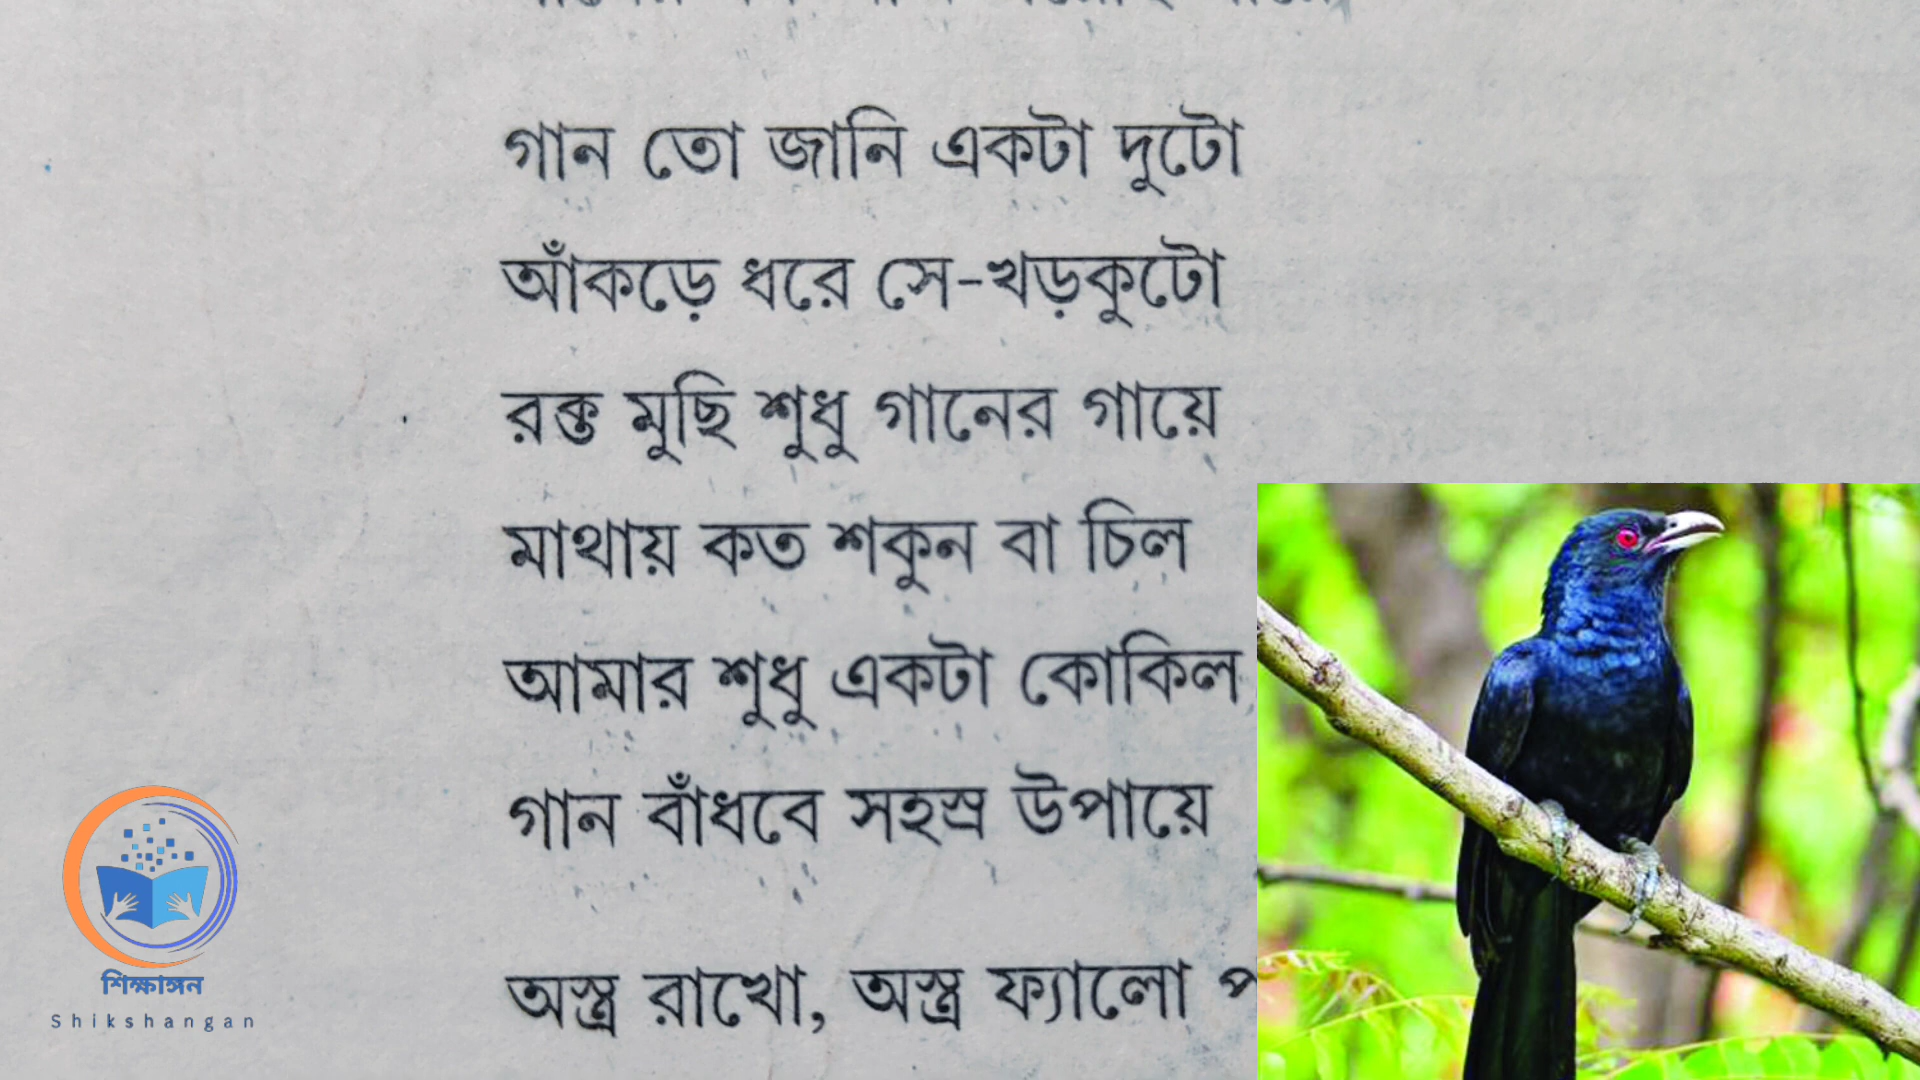 গান তো জানি একটা দুটো
আঁকড়ে ধরে সে-খড়কুটো
রক্ত মুছি শুধু গানের গায়ে
মাথায় কত শকুন বা চিল
আমার শুধু একটা কোকিল
গান বাঁধবে সহস্র উপায়ে
অস্ত্র রাখো, অস্ত্র ফ্যালো
শিক্ষাঙ্গন
Shikshangan